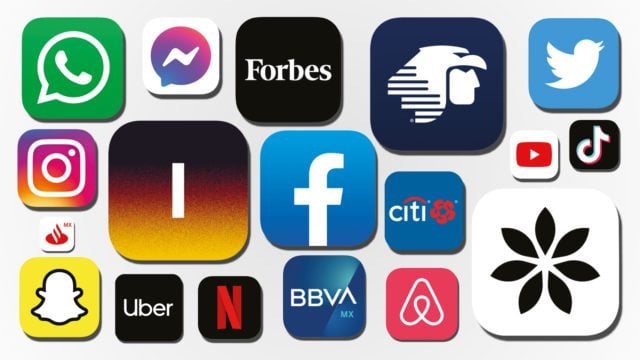 Forbes
I
citi
MX
Uber
N
BBVA
MX